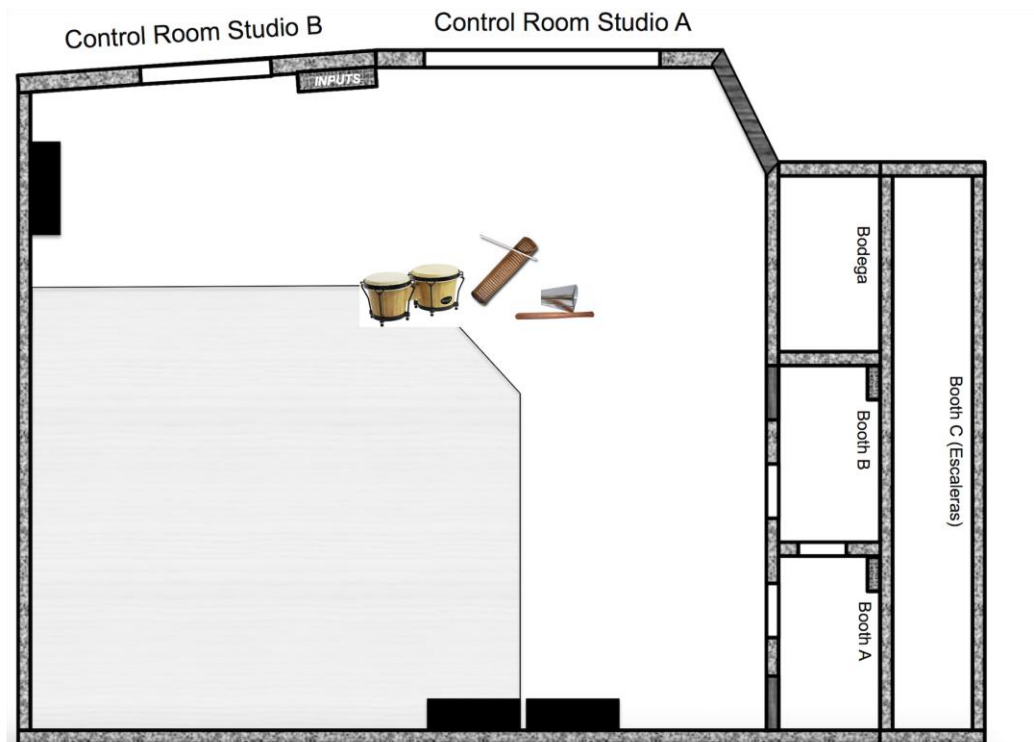 Control Room Studio B
Control Room Studio A
INPUTS
Bodega
Booth B
Booth C (Escaleras)
Booth A